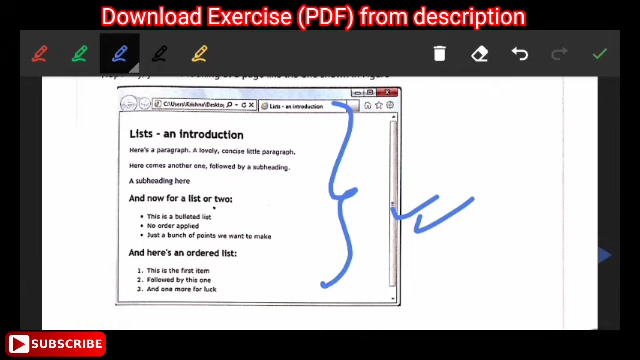 Download Exercise (PDF) from description
C:\Users\Krishna\Desktop
Lists - an introduction
Lists - an introduction
Here's a paragraph. A lovely, concise little paragraph.
Here comes another one, followed by a subheading.
A subheading here
And now for a list or two:
This is a bulleted list
No order applied
Just a bunch of points we want to make
And here's an ordered list:
1. This is the first item
2. Followed by this one
3. And one more for luck
SUBSCRIBE